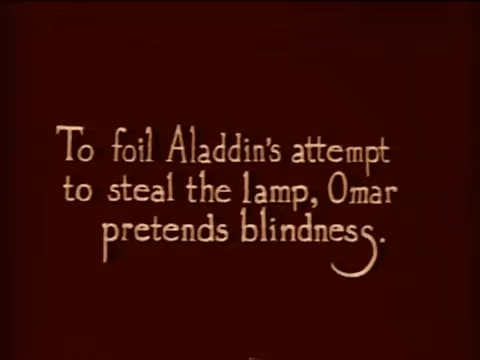 To foil Aladdin's attempt
to steal the lamp, Omar
pretends blindness.